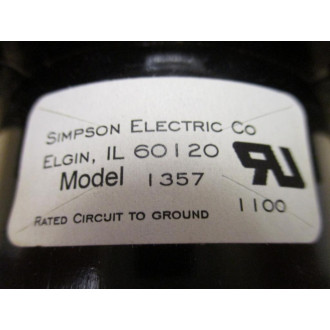 SIMPSON ELECTRIC CO
ELGIN, IL 60120
Model 1357
RATED CIRCUIT TO GROUND 1100